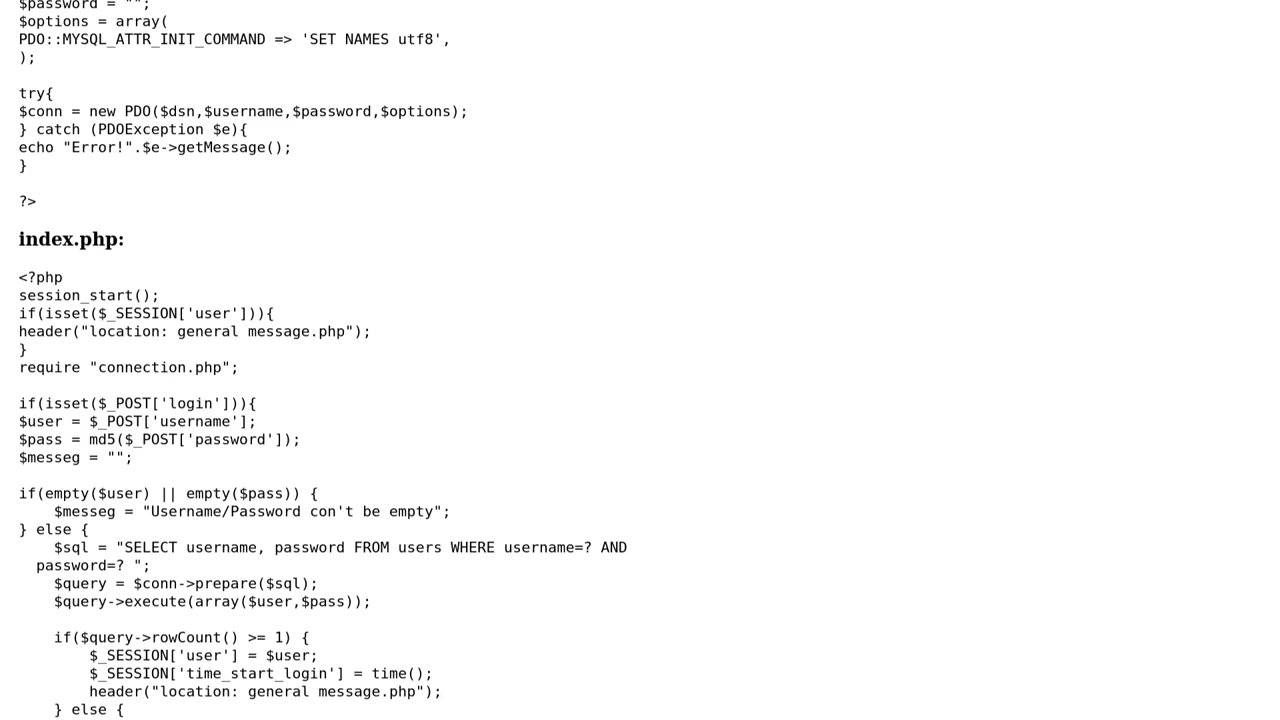 $password = "";
$options = array(
PDO::MYSQL_ATTR_INIT_COMMAND => 'SET NAMES utf8',
);
try{
$conn = new PDO($dsn,$username,$password,$options);
} catch (PDOException $e){
echo "Error!".$e->getMessage();
}
?>
index.php:
<?php
session_start();
if(isset($_SESSION['user'])){
header("location: general message.php");
}
require "connection.php";
if(isset($_POST['login'])){
$user = $_POST['username'];
$pass = md5($_POST['password']);
$messeg = "";
if(empty($user) || empty($pass)) {
    $messeg = "Username/Password con't be empty";
} else {
    $sql = "SELECT username, password FROM users WHERE username=? AND
  password=? ";
    $query = $conn->prepare($sql);
    $query->execute(array($user,$pass));
    if($query->rowCount() >= 1) {
        $_SESSION['user'] = $user;
        $_SESSION['time_start_login'] = time();
        header("location: general message.php");
    } else {